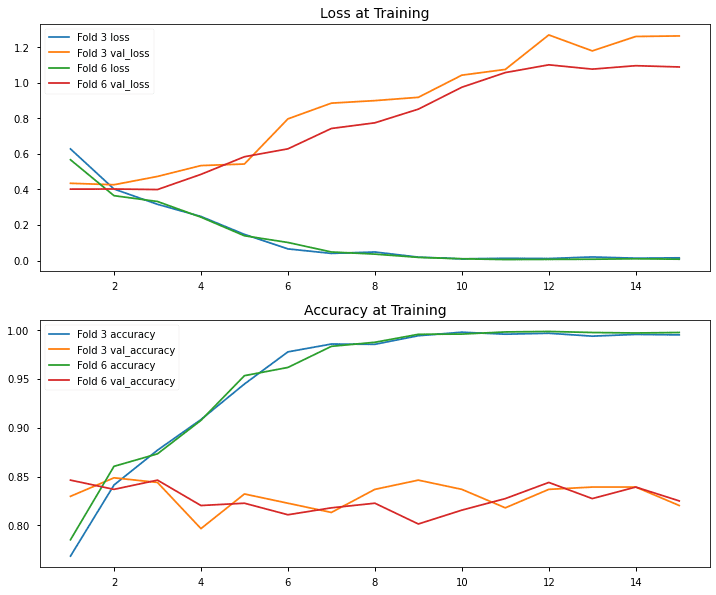 Loss at Training
Fold 3 loss
Fold 3 val_loss
Fold 6 loss
Fold 6 val_loss
1.2
1.0
0.8
0.6
0.4
0.2
0.0
2 4 6 8 10 12 14
Accuracy at Training
Fold 3 accuracy
Fold 3 val_accuracy
Fold 6 accuracy
Fold 6 val_accuracy
1.00
0.95
0.90
0.85
0.80
2 4 6 8 10 12 14